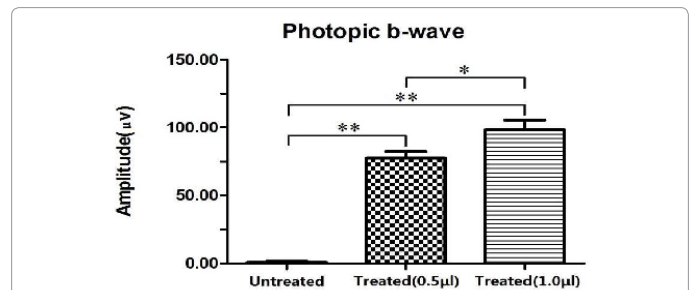 Photopic b-wave
150.00
*
**
100.00
**
Amplitude(μv)
50.00
0.00
Untreated Treated(0.5μl) Treated(1.0μl)